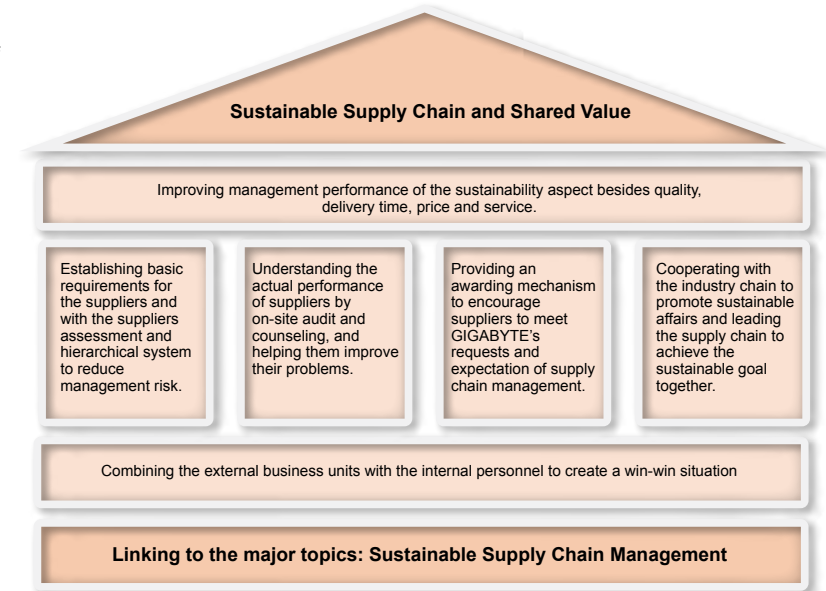 Sustainable Supply Chain and Shared Value
Improving management performance of the sustainability aspect besides quality,
delivery time, price and service.
Establishing basic
requirements for
the suppliers and
with the suppliers
assessment and
hierarchical system
to reduce
management risk.
Understanding the
actual performance
of suppliers by
on-site audit and
counseling, and
helping them improve
their problems.
Providing an
awarding mechanism
to encourage
suppliers to meet
GIGABYTE's
requests and
expectation of supply
chain management.
Cooperating with
the industry chain to
promote sustainable
affairs and leading
the supply chain to
achieve the
sustainable goal
together.
Combining the external business units with the internal personnel to create a win-win situation
Linking to the major topics: Sustainable Supply Chain Management